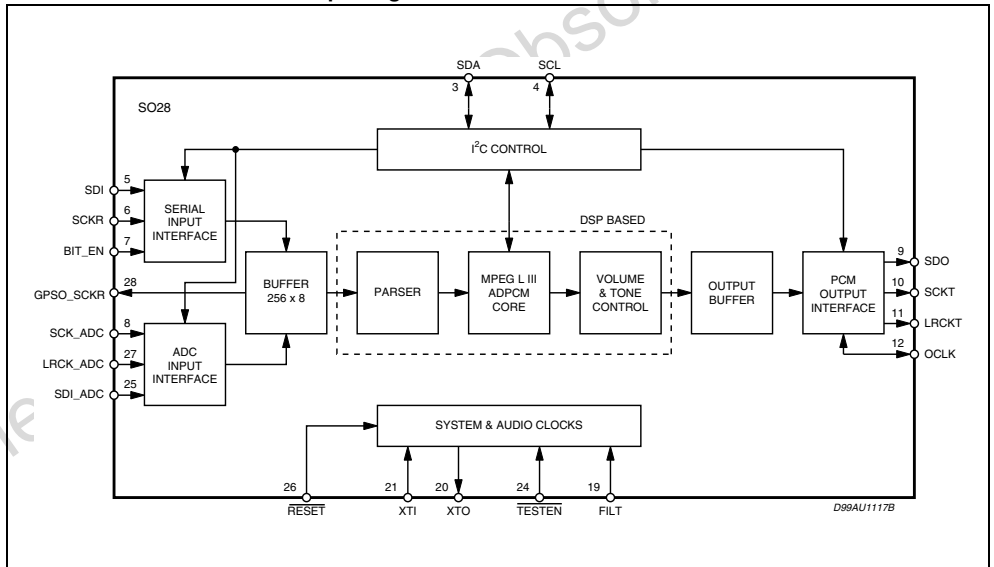 Obso
SDA
SCL
3
4
SO28
I²C CONTROL
SDI
5
SCKR
6
BIT_EN
7
SERIAL
INPUT
INTERFACE
DSP BASED
GPSO_SCKR
28
BUFFER
256 x 8
PARSER
MPEG L III
ADPCM
CORE
VOLUME
& TONE
CONTROL
OUTPUT
BUFFER
PCM
OUTPUT
INTERFACE
9
SDO
10
SCKT
11
LRCKT
12
OCLK
SCK_ADC
8
LRCK_ADC
27
SDI_ADC
25
ADC
INPUT
INTERFACE
SYSTEM & AUDIO CLOCKS
26
21
20
24
19
RESET
XTI
XTO
TESTEN
FILT
D99AU1117B